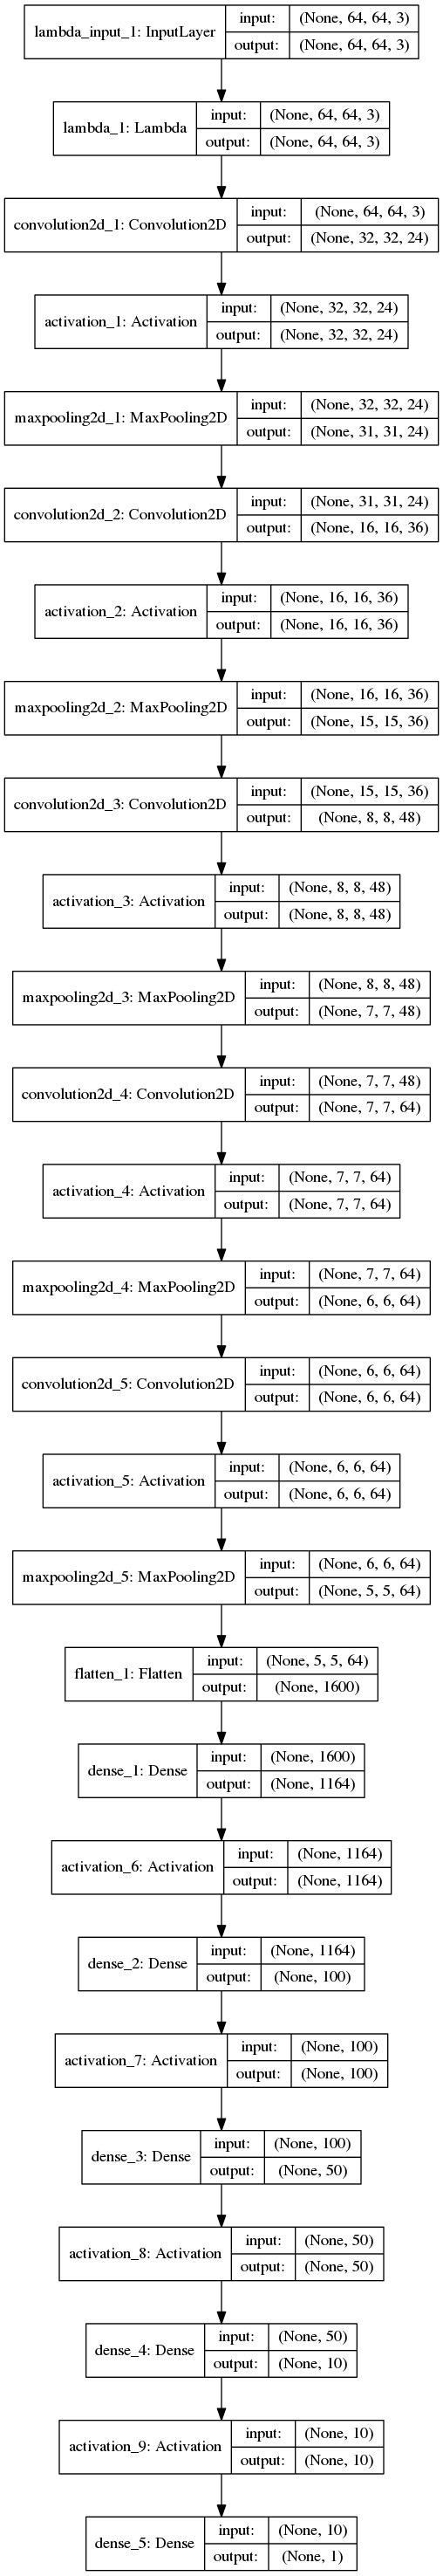 lambda_input_1: InputLayer
input: (None, 64, 64, 3)
output: (None, 64, 64, 3)
lambda_1: Lambda
input: (None, 64, 64, 3)
output: (None, 64, 64, 3)
convolution2d_1: Convolution2D
input: (None, 64, 64, 3)
output: (None, 32, 32, 24)
activation_1: Activation
input: (None, 32, 32, 24)
output: (None, 32, 32, 24)
maxpooling2d_1: MaxPooling2D
input: (None, 32, 32, 24)
output: (None, 31, 31, 24)
convolution2d_2: Convolution2D
input: (None, 31, 31, 24)
output: (None, 16, 16, 36)
activation_2: Activation
input: (None, 16, 16, 36)
output: (None, 16, 16, 36)
maxpooling2d_2: MaxPooling2D
input: (None, 16, 16, 36)
output: (None, 15, 15, 36)
convolution2d_3: Convolution2D
input: (None, 15, 15, 36)
output: (None, 8, 8, 48)
activation_3: Activation
input: (None, 8, 8, 48)
output: (None, 8, 8, 48)
maxpooling2d_3: MaxPooling2D
input: (None, 8, 8, 48)
output: (None, 7, 7, 48)
convolution2d_4: Convolution2D
input: (None, 7, 7, 48)
output: (None, 7, 7, 64)
activation_4: Activation
input: (None, 7, 7, 64)
output: (None, 7, 7, 64)
maxpooling2d_4: MaxPooling2D
input: (None, 7, 7, 64)
output: (None, 6, 6, 64)
convolution2d_5: Convolution2D
input: (None, 6, 6, 64)
output: (None, 6, 6, 64)
activation_5: Activation
input: (None, 6, 6, 64)
output: (None, 6, 6, 64)
maxpooling2d_5: MaxPooling2D
input: (None, 6, 6, 64)
output: (None, 5, 5, 64)
flatten_1: Flatten
input: (None, 5, 5, 64)
output: (None, 1600)
dense_1: Dense
input: (None, 1600)
output: (None, 1164)
activation_6: Activation
input: (None, 1164)
output: (None, 1164)
dense_2: Dense
input: (None, 1164)
output: (None, 100)
activation_7: Activation
input: (None, 100)
output: (None, 100)
dense_3: Dense
input: (None, 100)
output: (None, 50)
activation_8: Activation
input: (None, 50)
output: (None, 50)
dense_4: Dense
input: (None, 50)
output: (None, 10)
activation_9: Activation
input: (None, 10)
output: (None, 10)
dense_5: Dense
input: (None, 10)
output: (None, 1)